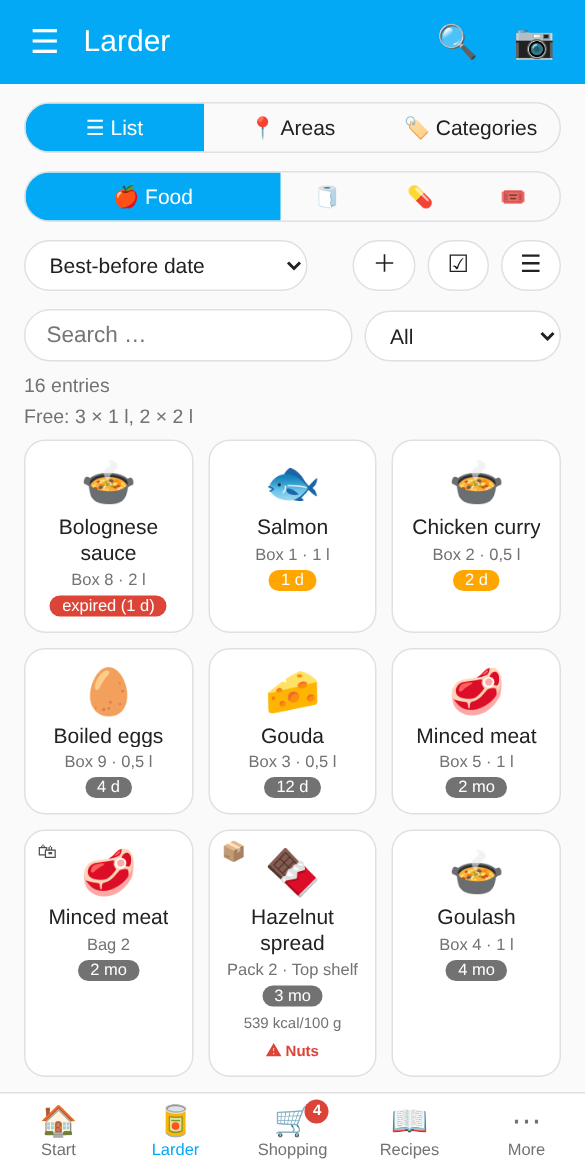 Larder
List
Areas
Categories
Food
Best-before date
Search …
All
16 entries
Free: 3 × 1 l, 2 × 2 l
Bolognese
sauce
Box 8 · 2 l
expired (1 d)
Salmon
Box 1 · 1 l
1 d
Chicken curry
Box 2 · 0,5 l
2 d
Boiled eggs
Box 9 · 0,5 l
4 d
Gouda
Box 3 · 0,5 l
12 d
Minced meat
Box 5 · 1 l
2 mo
Minced meat
Bag 2
2 mo
Hazelnut
spread
Pack 2 · Top shelf
3 mo
539 kcal/100 g
Nuts
Goulash
Box 4 · 1 l
4 mo
Start
Larder
4
Shopping
Recipes
More